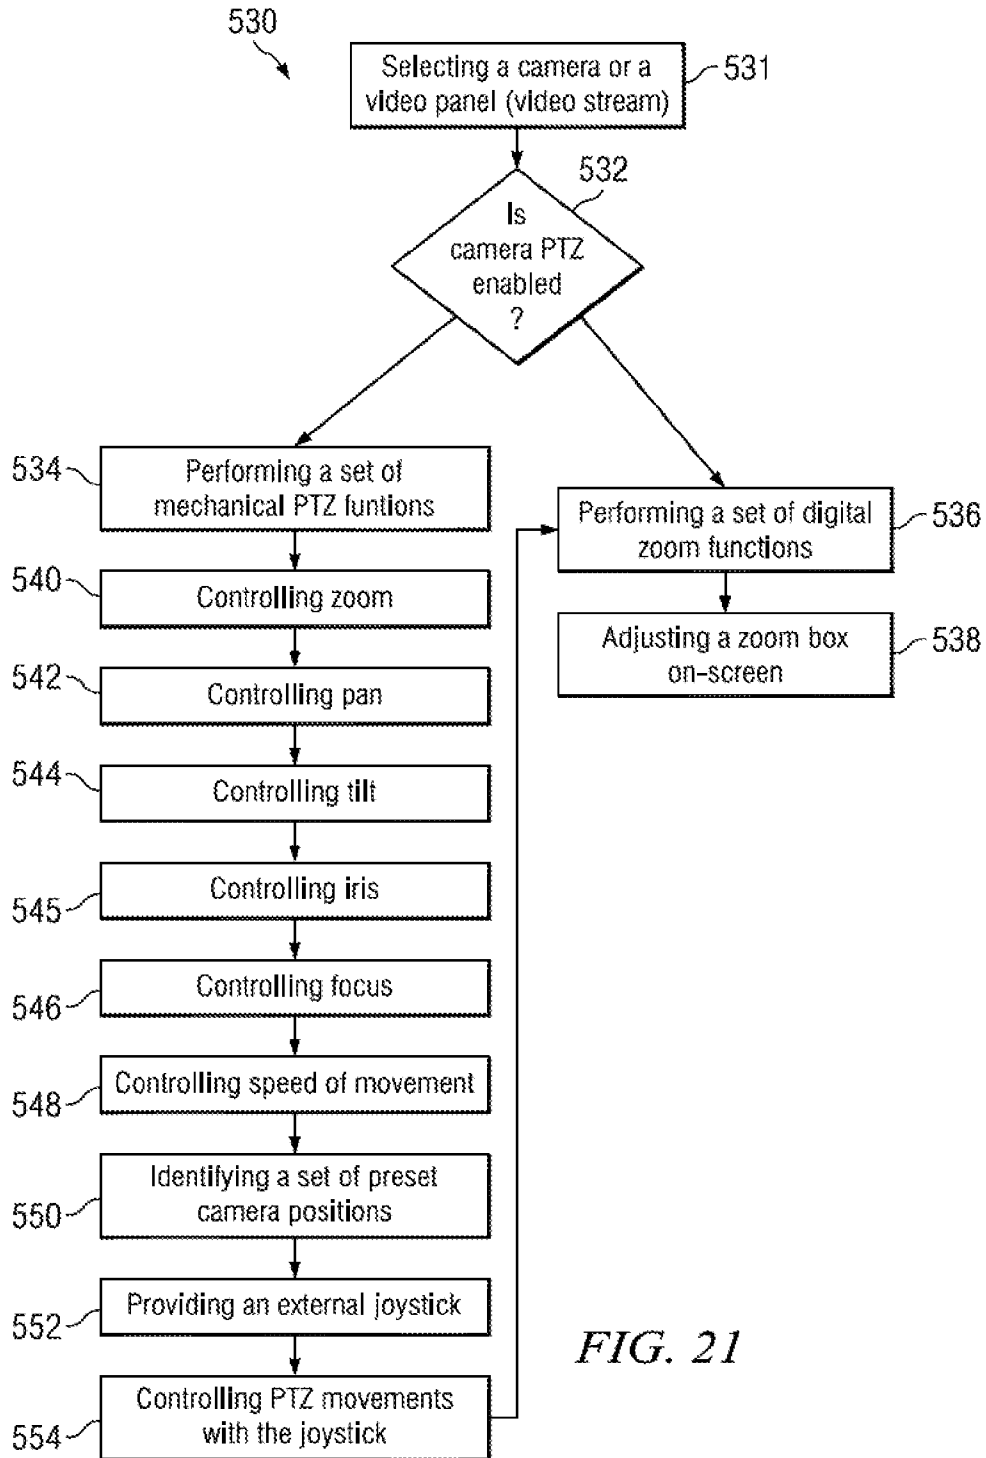 530
Selecting a camera or a
video panel (video stream)
531
532
Is
camera PTZ
enabled
?
534
Performing a set of
mechanical PTZ funtions
540
Controlling zoom
542
Controlling pan
544
Controlling tilt
545
Controlling iris
546
Controlling focus
548
Controlling speed of movement
550
Identifying a set of preset
camera positions
552
Providing an external joystick
554
Controlling PTZ movements
with the joystick
Performing a set of digital
zoom functions
536
Adjusting a zoom box
on-screen
538
FIG. 21